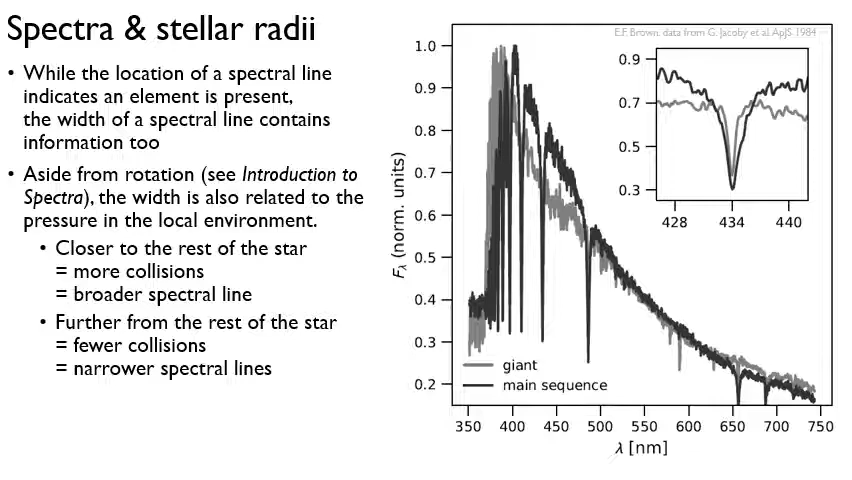 Spectra & stellar radii
• While the location of a spectral line
indicates an element is present,
the width of a spectral line contains
information too
• Aside from rotation (see Introduction to
Spectra), the width is also related to the
pressure in the local environment.
• Closer to the rest of the star
= more collisions
= broader spectral line
• Further from the rest of the star
= fewer collisions
= narrower spectral lines
E.F. Brown, data from G. Jacoby et al. ApJS 1984
1.0
0.9
0.8
0.7
0.6
0.5
0.4
0.3
0.2
Fλ (norm. units)
0.9
0.7
0.5
0.3
428 434 440
giant
main sequence
350 400 450 500 550 600 650 700 750
λ [nm]